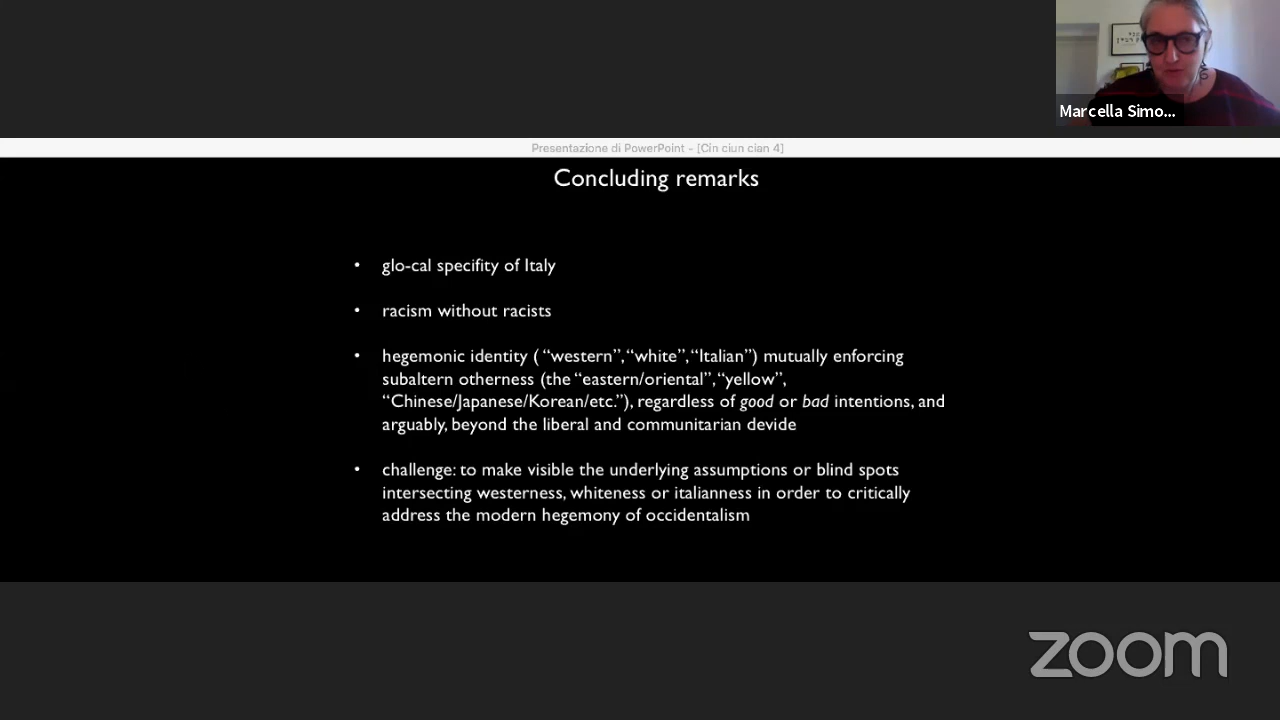 Marcella Simo...
Presentazione di PowerPoint - [Cin ciun cian 4]
Concluding remarks
• glo-cal specifity of Italy
• racism without racists
• hegemonic identity ( “western”, “white”, “Italian”) mutually enforcing
subaltern otherness (the “eastern/oriental”, “yellow”,
“Chinese/Japanese/Korean/etc.”), regardless of good or bad intentions, and
arguably, beyond the liberal and communitarian devide
• challenge: to make visible the underlying assumptions or blind spots
intersecting westerness, whiteness or italianness in order to critically
address the modern hegemony of occidentalism
zoom